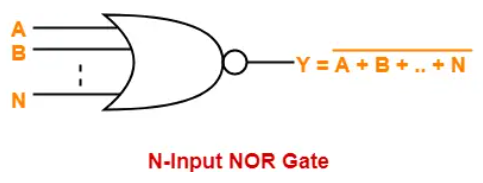 A
B
N
Y = A + B + .. + N
N-Input NOR Gate